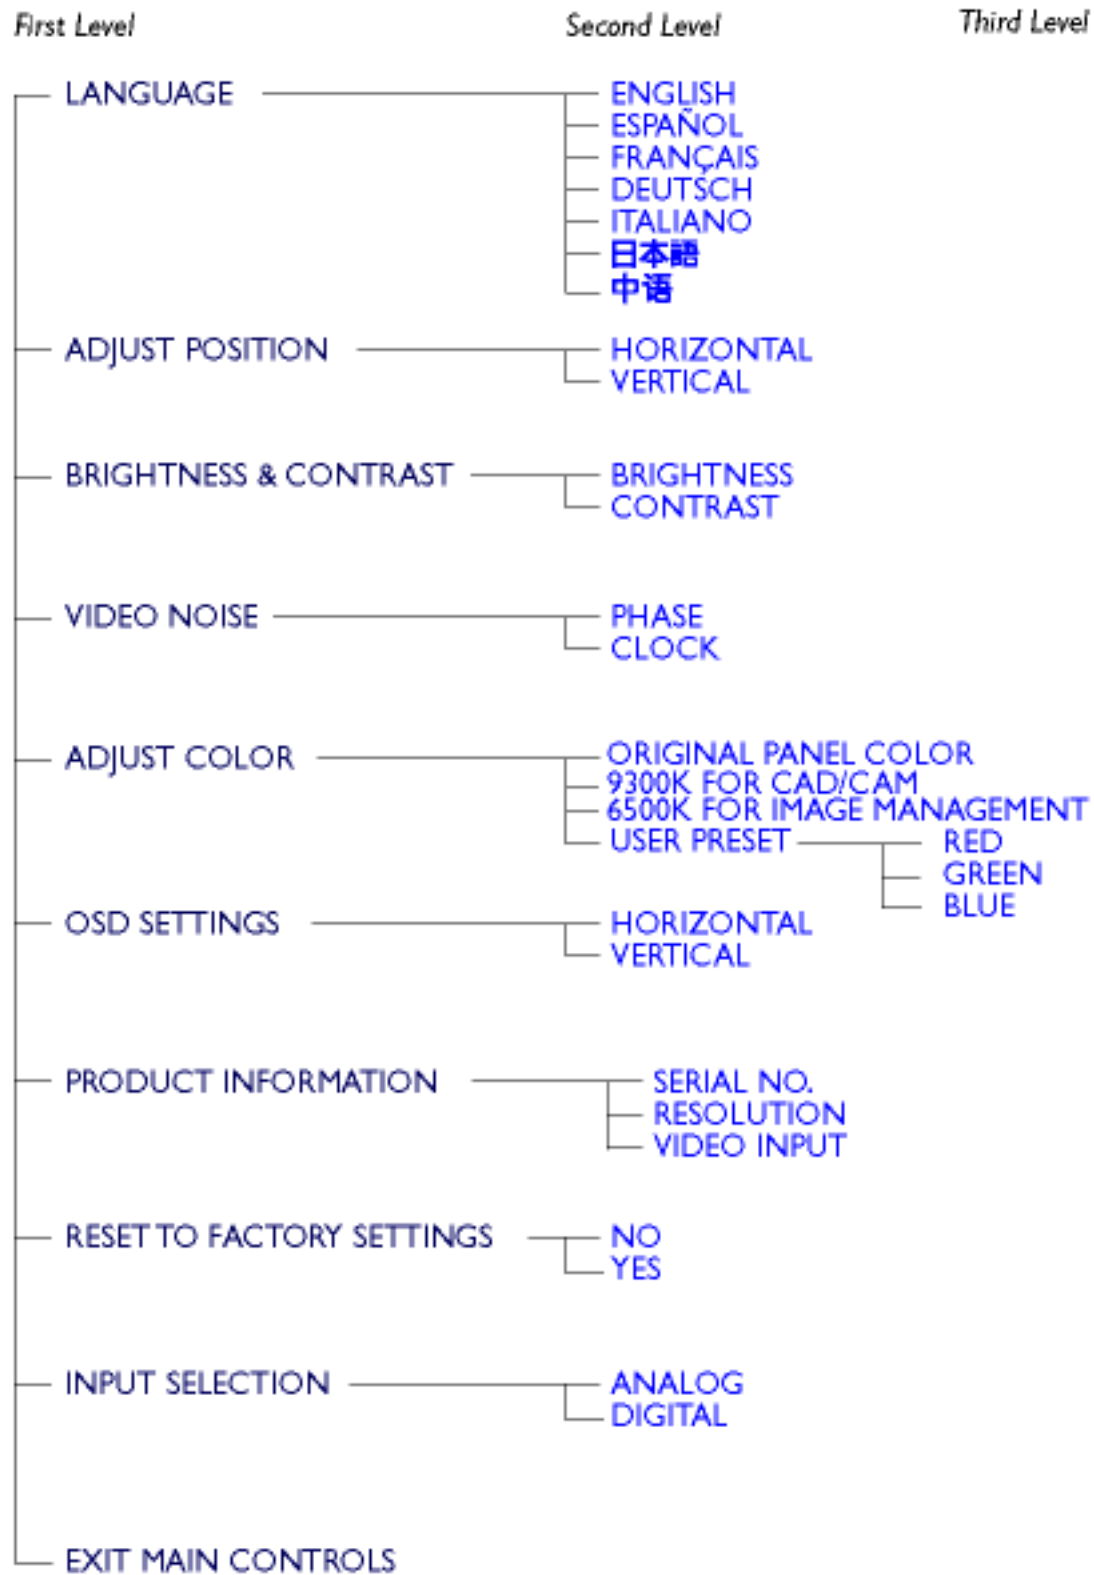 First Level Second Level Third Level
LANGUAGE ENGLISH
ESPAÑOL
FRANÇAIS
DEUTSCH
ITALIANO
日本語
中语
ADJUST POSITION HORIZONTAL
VERTICAL
BRIGHTNESS & CONTRAST BRIGHTNESS
CONTRAST
VIDEO NOISE PHASE
CLOCK
ADJUST COLOR ORIGINAL PANEL COLOR
9300K FOR CAD/CAM
6500K FOR IMAGE MANAGEMENT
USER PRESET RED
GREEN
BLUE
OSD SETTINGS HORIZONTAL
VERTICAL
PRODUCT INFORMATION SERIAL NO.
RESOLUTION
VIDEO INPUT
RESET TO FACTORY SETTINGS NO
YES
INPUT SELECTION ANALOG
DIGITAL
EXIT MAIN CONTROLS